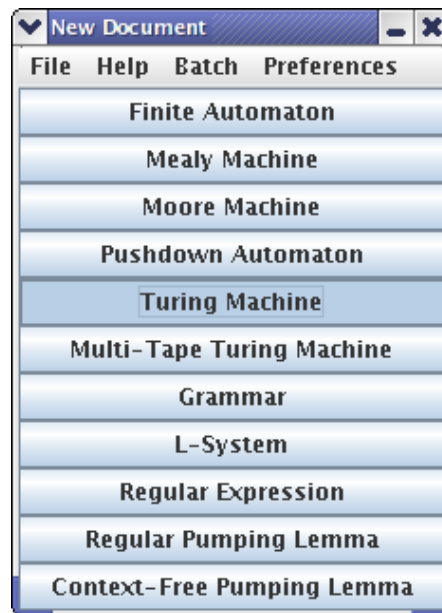 New Document
File Help Batch Preferences
Finite Automaton
Mealy Machine
Moore Machine
Pushdown Automaton
Turing Machine
Multi-Tape Turing Machine
Grammar
L-System
Regular Expression
Regular Pumping Lemma
Context-Free Pumping Lemma